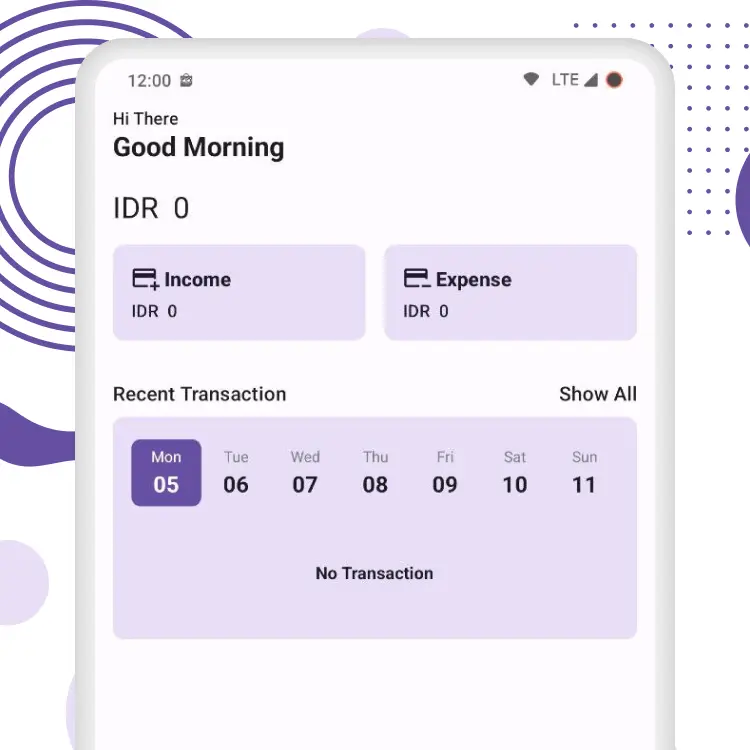 12:00 LTE
Hi There
Good Morning
IDR 0
Income Expense
IDR 0 IDR 0
Recent Transaction Show All
Mon Tue Wed Thu Fri Sat Sun
05 06 07 08 09 10 11
No Transaction